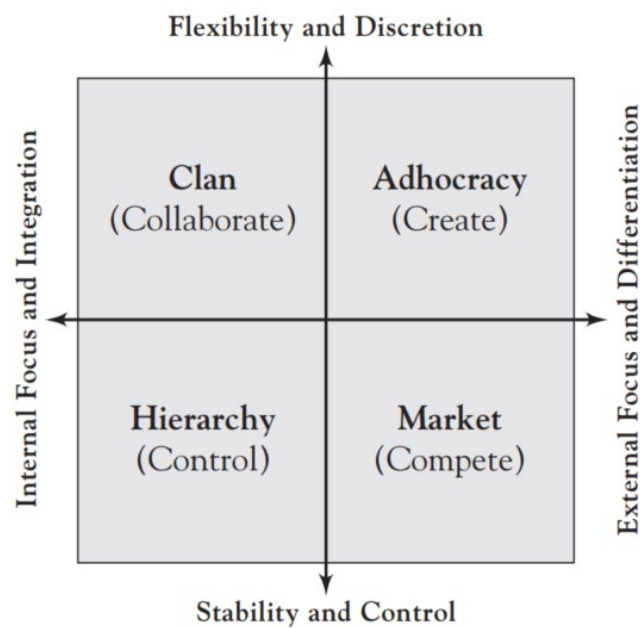 Flexibility and Discretion
Internal Focus and Integration
Clan
(Collaborate)
Adhocracy
(Create)
External Focus and Differentiation
Hierarchy
(Control)
Market
(Compete)
Stability and Control